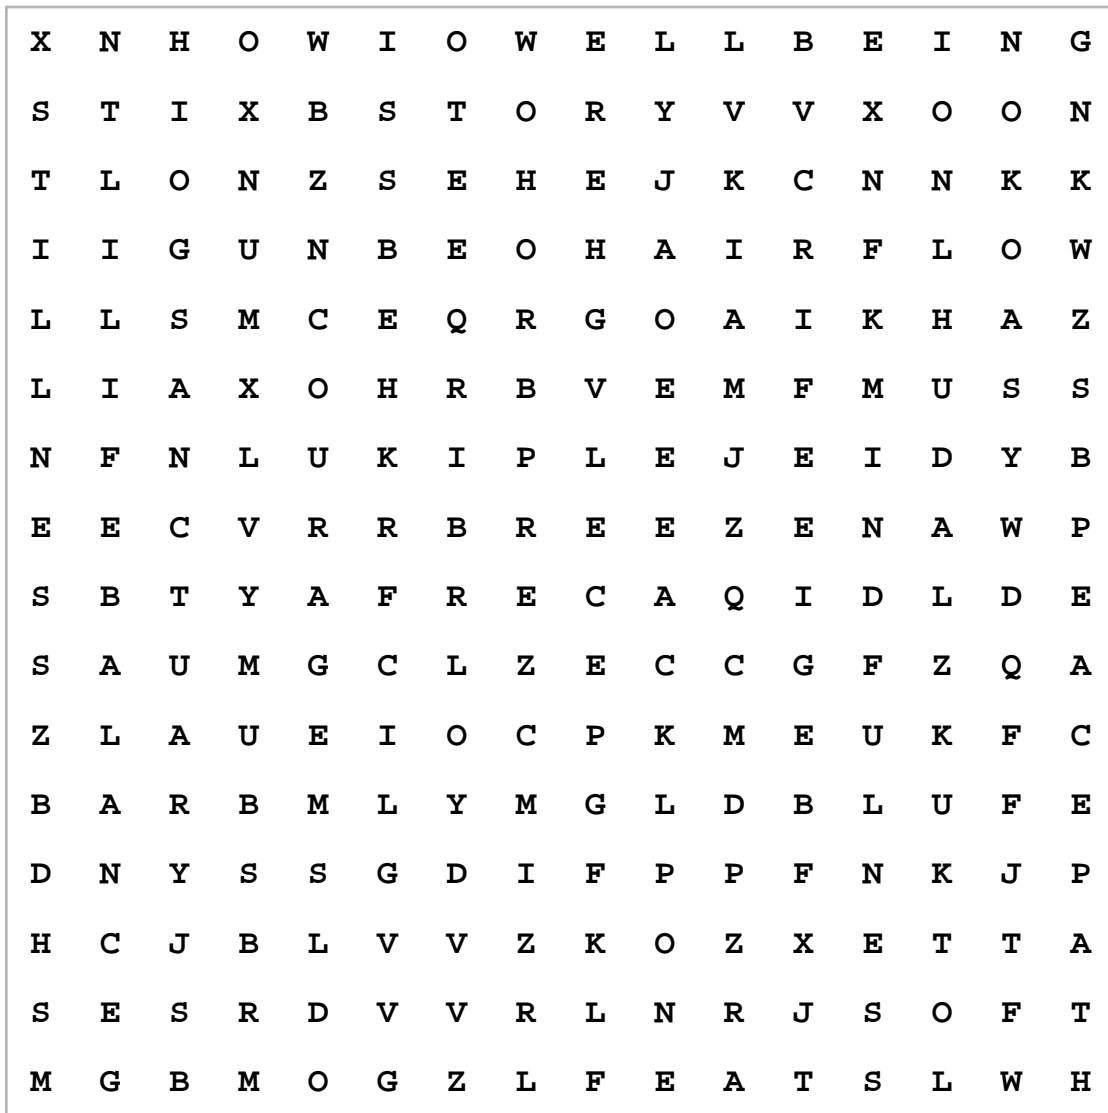 X N H O W I O W E L L B E I N G
S T I X B S T O R Y V V X O O N
T L O N Z S E H E J K C N N K K
I I G U N B E O H A I R F L O W
L L S M C E Q R G O A I K H A Z
L I A X O H R B V E M F M U S S
N F N L U K I P L E J E I D Y B
E E C V R R B R E E Z E N A W P
S B T Y A F R E C A Q I D L D E
S A U M G C L Z E C C G F Z Q A
Z L A U E I O C P K M E U K F C
B A R B M L Y M G L D B L U F E
D N Y S S G D I F P P F N K J P
H C J B L V V Z K O Z X E T T A
S E S R D V V R L N R J S O F T
M G B M O G Z L F E A T S L W H